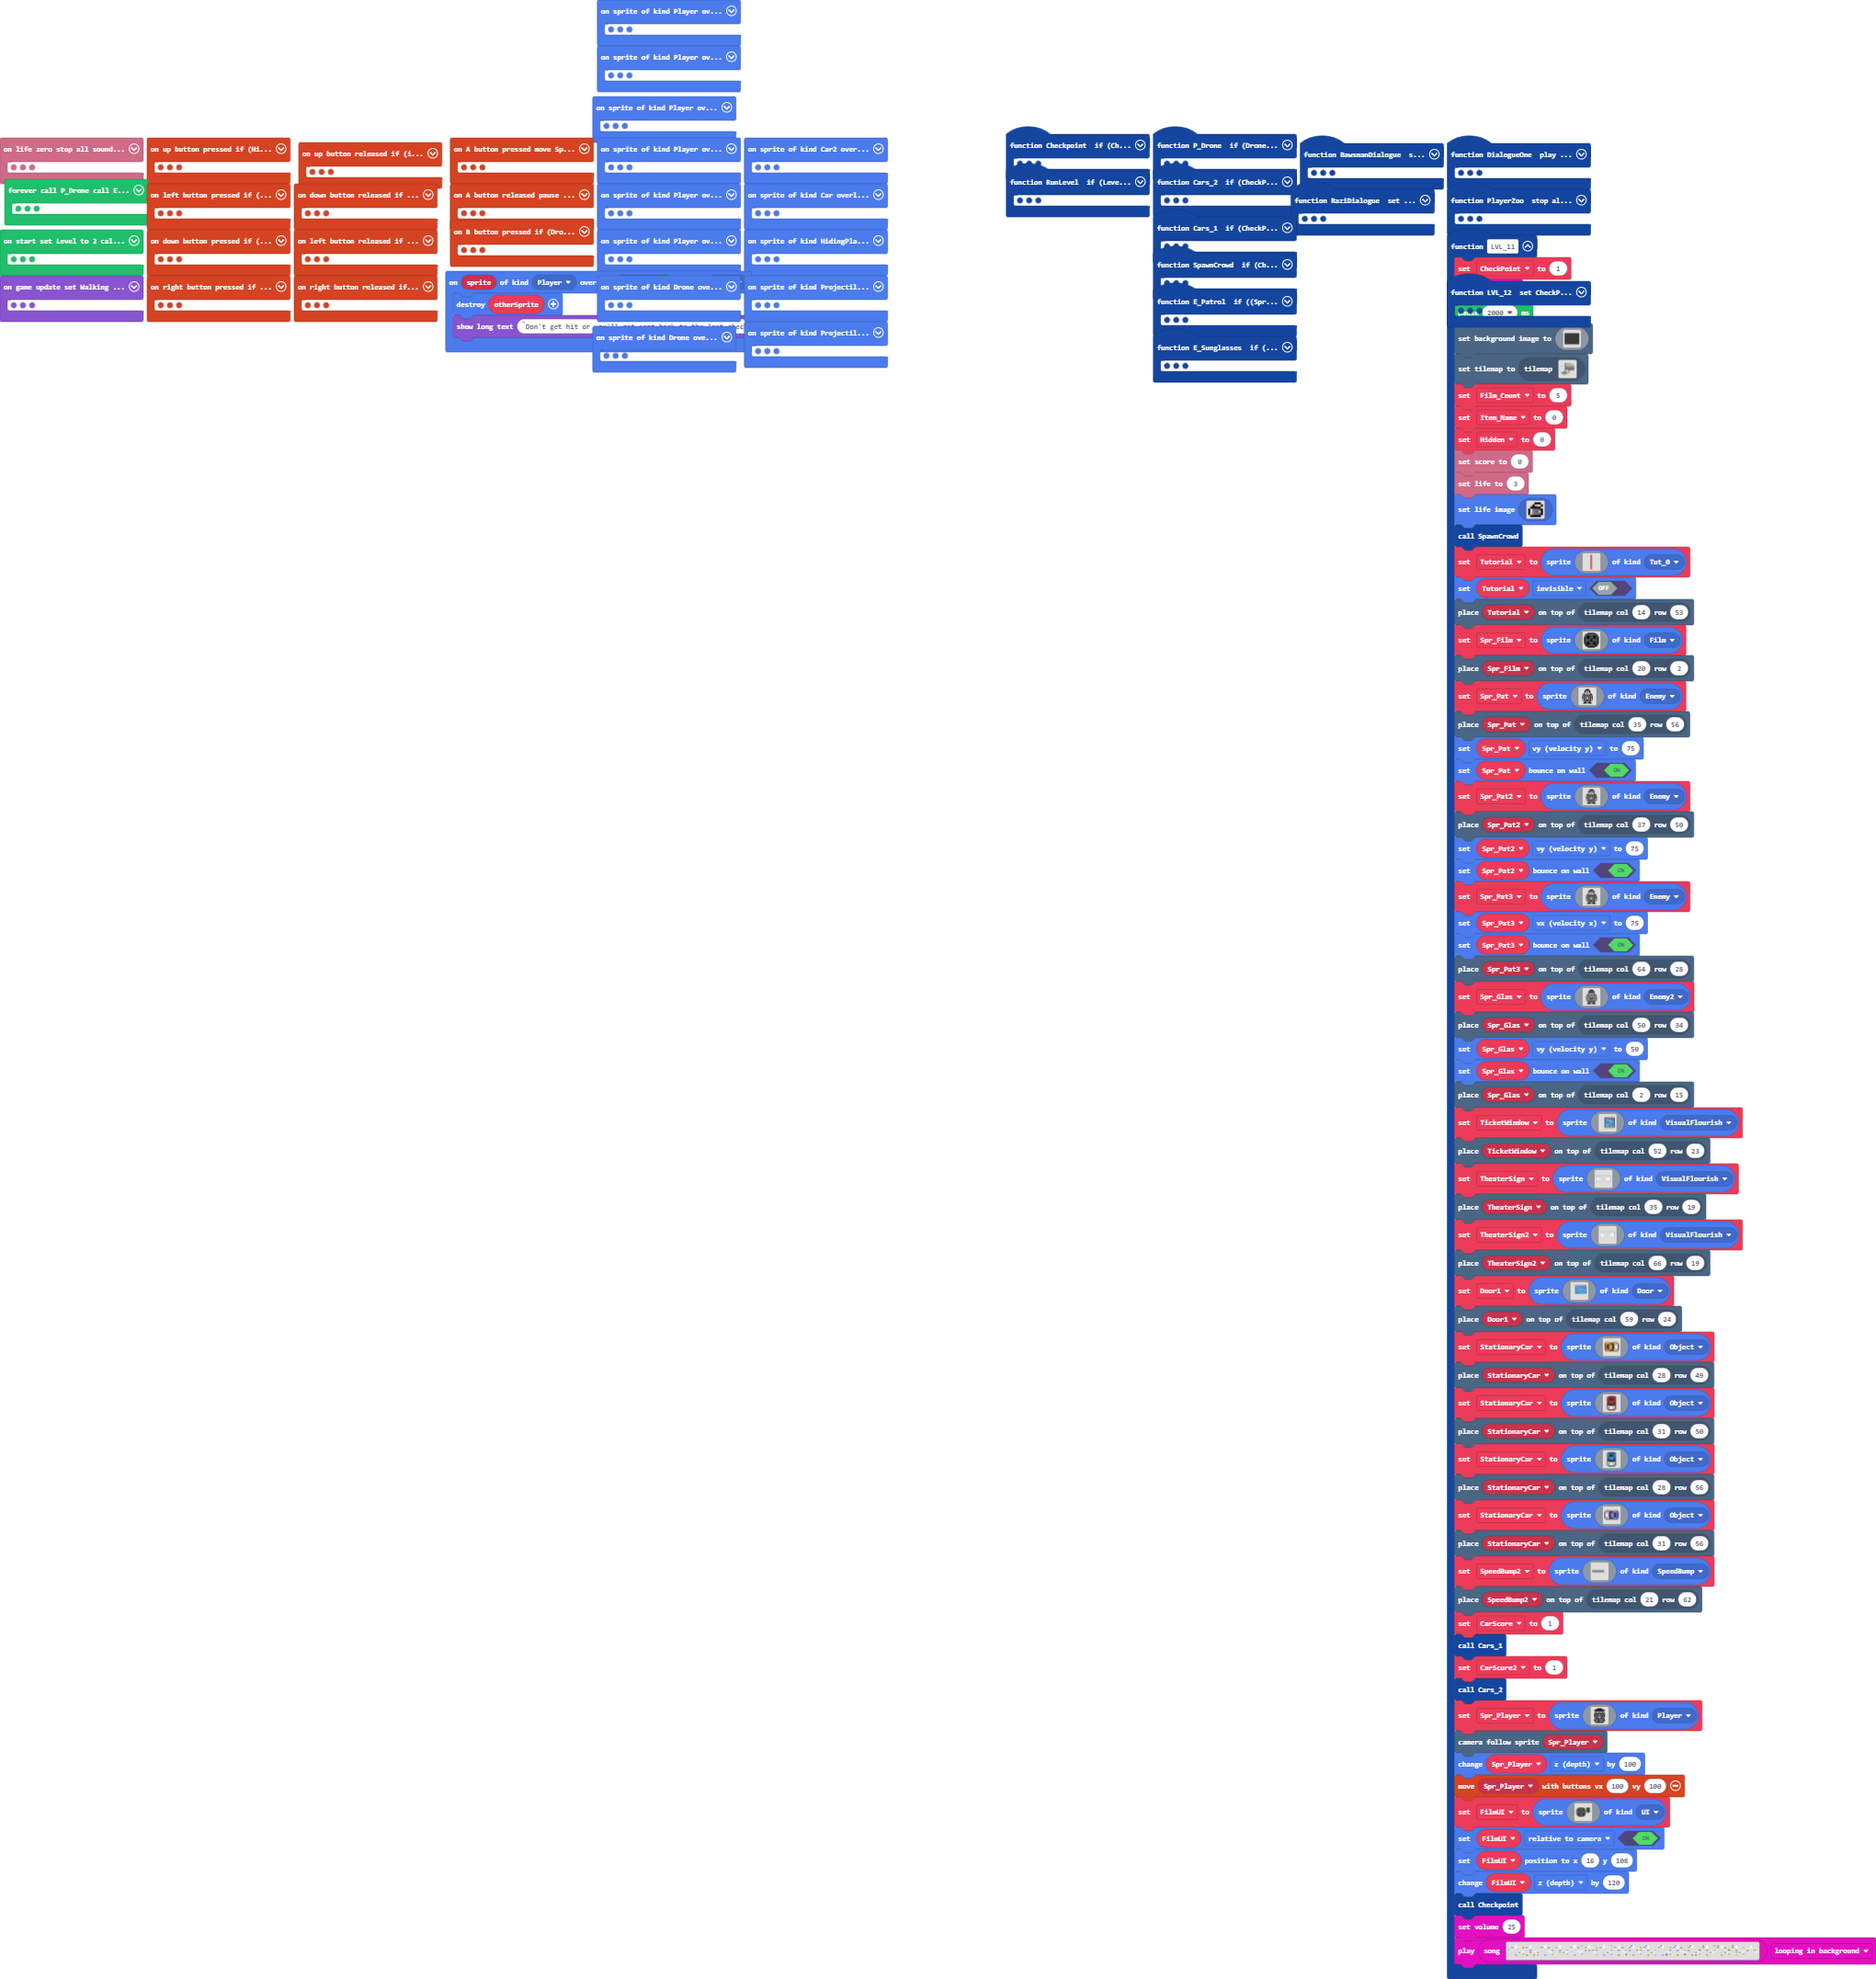 on sprite of kind Player ov...
on sprite of kind Player ov...
on sprite of kind Player ov...
on life zero stop all sound...
on up button pressed if (Hi...
on up button released if (i...
on A button pressed move Sp...
on sprite of kind Player ov...
on sprite of kind Car2 over...
forever call P_Drone call E...
on left button pressed if (...
on down button released if ...
on A button released pause ...
on sprite of kind Player ov...
on sprite of kind Car overl...
on start set Level to 2 cal...
on down button pressed if (...
on left button released if ...
on B button pressed if (Dro...
on sprite of kind Player ov...
on sprite of kind HidingPla...
on game update set Walking ...
on right button pressed if ...
on right button released if...
on sprite of kind Player over
on sprite of kind Drone ove...
on sprite of kind Projectil...
destroy otherSprite
show long text Don't get hit or
on sprite of kind Drone ove...
on sprite of kind Projectil...
function Checkpoint if (Ch...
function P_Drone if (Drone...
function BawsmanDialogue s...
function DialogueOne play ...
function RunLevel if (Leve...
function Cars_2 if (CheckP...
function RaziDialogue set ...
function PlayerZoo stop al...
function Cars_1 if (CheckP...
function SpawnCrowd if (Ch...
function E_Patrol if ((Spr...
function E_Sunglasses if (...
function LVL_11
set CheckPoint to 1
function LVL_12 set CheckP...
2000 ms
set background image to
set tilemap to tilemap
set Film_Count to 5
set Item_Name to 0
set Hidden to 0
set score to 0
set life to 3
set life image
call SpawnCrowd
set Tutorial to sprite of kind Tut_0
set Tutorial invisible OFF
place Tutorial on top of tilemap col 14 row 53
set Spr_Film to sprite of kind Film
place Spr_Film on top of tilemap col 20 row 2
set Spr_Pat to sprite of kind Enemy
place Spr_Pat on top of tilemap col 35 row 56
set Spr_Pat vy (velocity y) to 75
set Spr_Pat bounce on wall ON
set Spr_Pat2 to sprite of kind Enemy
place Spr_Pat2 on top of tilemap col 37 row 50
set Spr_Pat2 vy (velocity y) to 75
set Spr_Pat2 bounce on wall ON
set Spr_Pat3 to sprite of kind Enemy
set Spr_Pat3 vx (velocity x) to 75
set Spr_Pat3 bounce on wall ON
place Spr_Pat3 on top of tilemap col 64 row 28
set Spr_Glas to sprite of kind Enemy2
place Spr_Glas on top of tilemap col 50 row 34
set Spr_Glas vy (velocity y) to 50
set Spr_Glas bounce on wall ON
place Spr_Glas on top of tilemap col 2 row 15
set TicketWindow to sprite of kind VisualFlourish
place TicketWindow on top of tilemap col 52 row 23
set TheaterSign to sprite of kind VisualFlourish
place TheaterSign on top of tilemap col 35 row 19
set TheaterSign2 to sprite of kind VisualFlourish
place TheaterSign2 on top of tilemap col 66 row 19
set Door1 to sprite of kind Door
place Door1 on top of tilemap col 59 row 24
set StationaryCar to sprite of kind Object
place StationaryCar on top of tilemap col 28 row 49
set StationaryCar to sprite of kind Object
place StationaryCar on top of tilemap col 31 row 50
set StationaryCar to sprite of kind Object
place StationaryCar on top of tilemap col 28 row 56
set StationaryCar to sprite of kind Object
place StationaryCar on top of tilemap col 31 row 56
set SpeedBump2 to sprite of kind SpeedBump
place SpeedBump2 on top of tilemap col 21 row 62
set CarScore to 1
call Cars_1
set CarScore2 to 1
call Cars_2
set Spr_Player to sprite of kind Player
camera follow sprite Spr_Player
change Spr_Player z (depth) by 100
move Spr_Player with buttons vx 100 vy 100
set FilmUI to sprite of kind UI
set FilmUI relative to camera ON
set FilmUI position to x 16 y 108
change FilmUI z (depth) by 120
call Checkpoint
set volume 25
play song looping in background